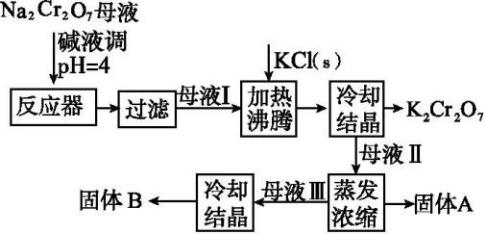 Na₂Cr₂O₇母液
碱液调
pH=4
KCl(s)
反应器
过滤
母液Ⅰ
加热
沸腾
冷却
结晶
K₂Cr₂O₇
母液Ⅱ
固体B
冷却
结晶
母液Ⅲ
蒸发
浓缩
固体A